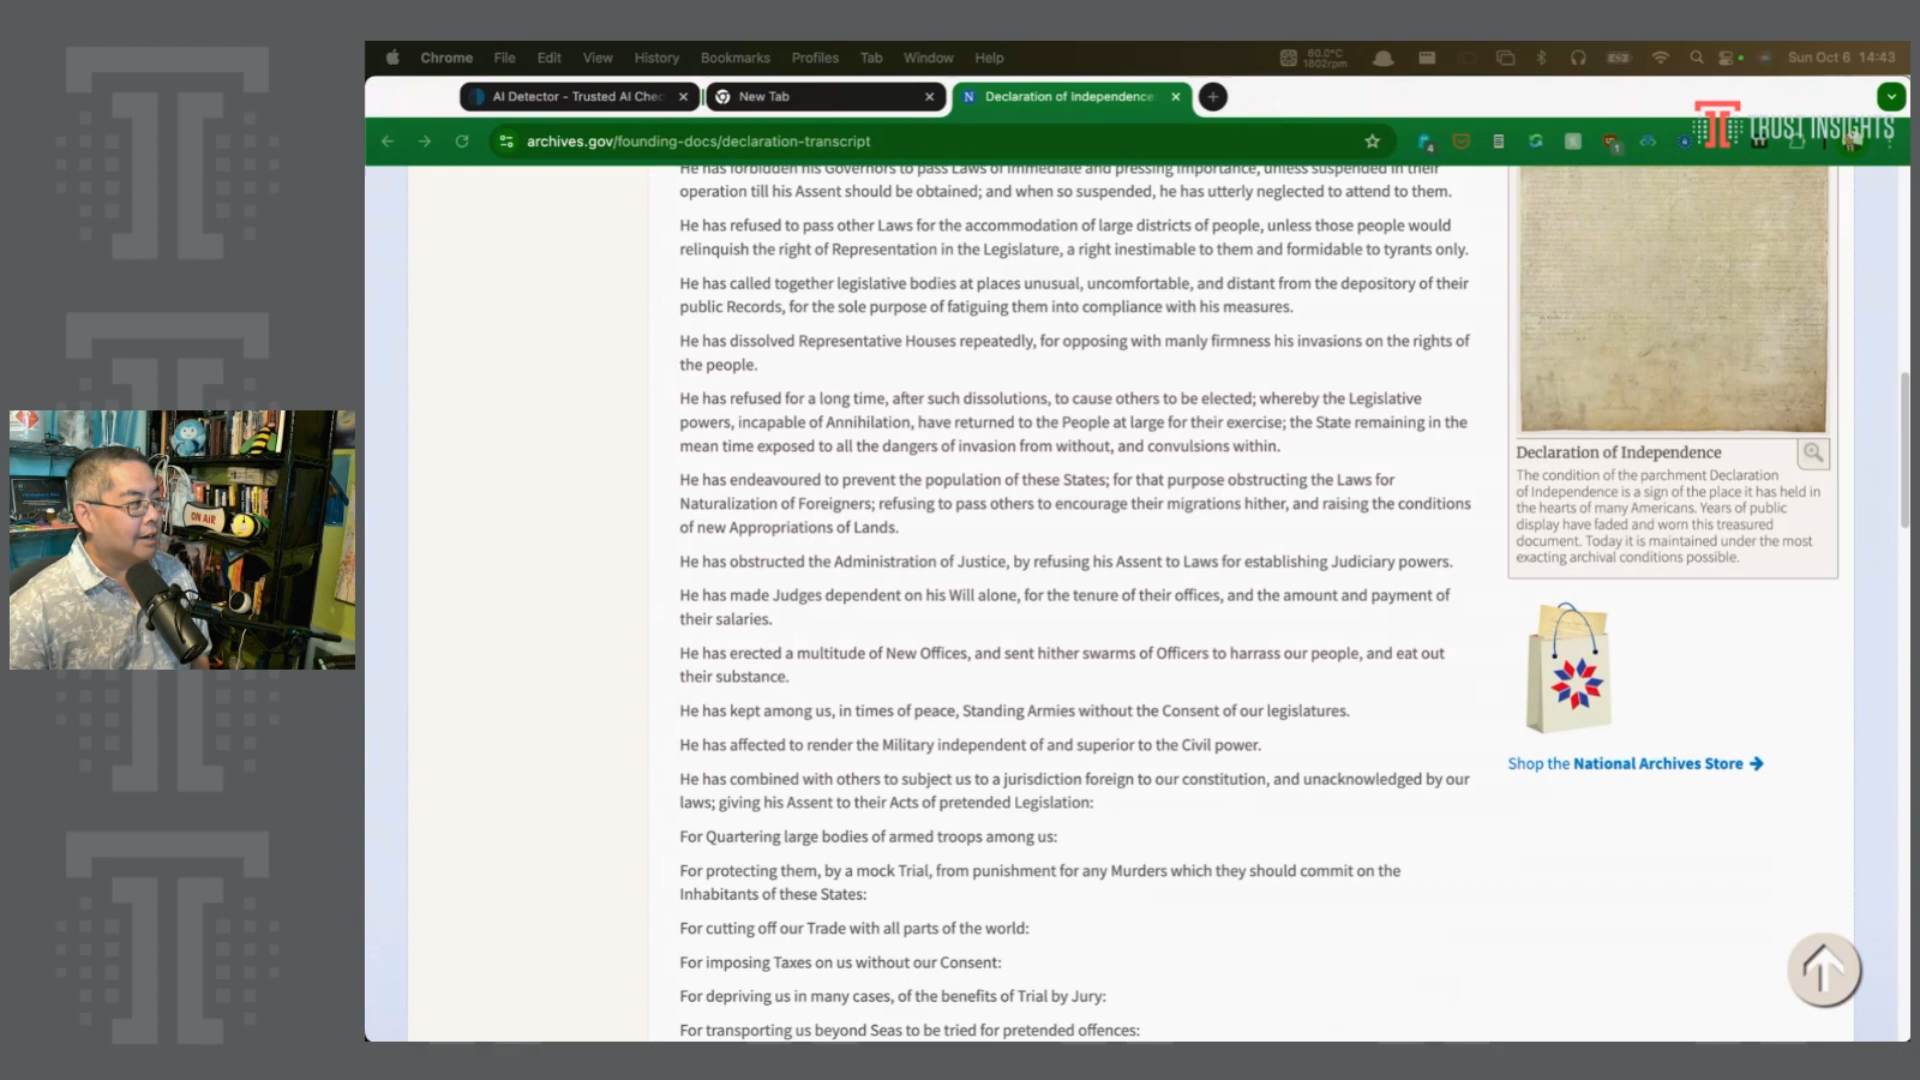 Chrome File Edit View History Bookmarks Profiles Tab Window Help 60.0°C 1802rpm Sun Oct 6 14:43
AI Detector - Trusted AI Chec New Tab Declaration of Independence:
TRUST INSIGHTS
archives.gov/founding-docs/declaration-transcript
He has forbidden his Governors to pass Laws of immediate and pressing importance, unless suspended in their
operation till his Assent should be obtained; and when so suspended, he has utterly neglected to attend to them.
He has refused to pass other Laws for the accommodation of large districts of people, unless those people would
relinquish the right of Representation in the Legislature, a right inestimable to them and formidable to tyrants only.
He has called together legislative bodies at places unusual, uncomfortable, and distant from the depository of their
public Records, for the sole purpose of fatiguing them into compliance with his measures.
He has dissolved Representative Houses repeatedly, for opposing with manly firmness his invasions on the rights of
the people.
He has refused for a long time, after such dissolutions, to cause others to be elected; whereby the Legislative
powers, incapable of Annihilation, have returned to the People at large for their exercise; the State remaining in the
mean time exposed to all the dangers of invasion from without, and convulsions within.
He has endeavoured to prevent the population of these States; for that purpose obstructing the Laws for
Naturalization of Foreigners; refusing to pass others to encourage their migrations hither, and raising the conditions
of new Appropriations of Lands.
He has obstructed the Administration of Justice, by refusing his Assent to Laws for establishing Judiciary powers.
He has made Judges dependent on his Will alone, for the tenure of their offices, and the amount and payment of
their salaries.
He has erected a multitude of New Offices, and sent hither swarms of Officers to harrass our people, and eat out
their substance.
He has kept among us, in times of peace, Standing Armies without the Consent of our legislatures.
He has affected to render the Military independent of and superior to the Civil power.
He has combined with others to subject us to a jurisdiction foreign to our constitution, and unacknowledged by our
laws; giving his Assent to their Acts of pretended Legislation:
For Quartering large bodies of armed troops among us:
For protecting them, by a mock Trial, from punishment for any Murders which they should commit on the
Inhabitants of these States:
For cutting off our Trade with all parts of the world:
For imposing Taxes on us without our Consent:
For depriving us in many cases, of the benefits of Trial by Jury:
For transporting us beyond Seas to be tried for pretended offences:
Declaration of Independence
The condition of the parchment Declaration
of Independence is a sign of the place it has held in
the hearts of many Americans. Years of public
display have faded and worn this treasured
document. Today it is maintained under the most
exacting archival conditions possible.
Shop the National Archives Store
ON AIR